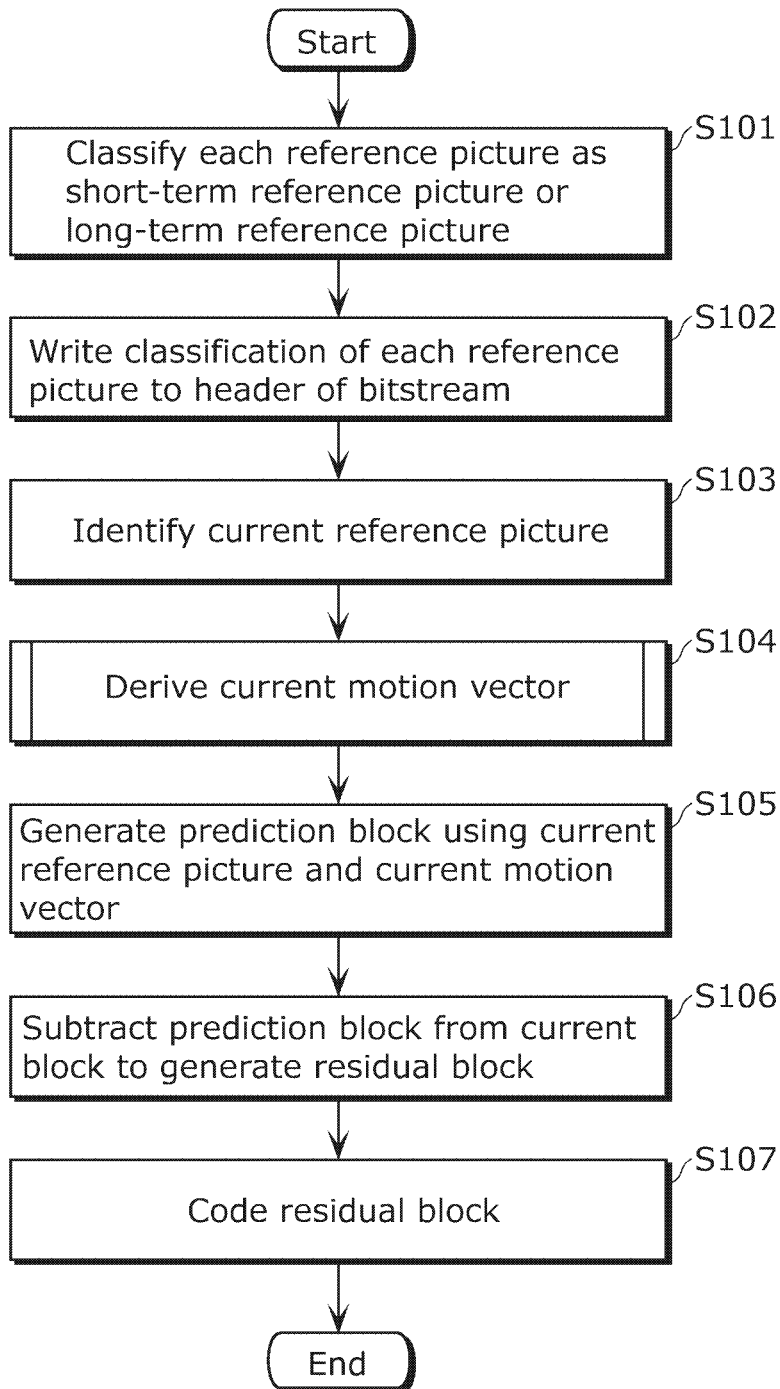 Start
S101
Classify each reference picture as
short-term reference picture or
long-term reference picture
S102
Write classification of each reference
picture to header of bitstream
S103
Identify current reference picture
S104
Derive current motion vector
S105
Generate prediction block using current
reference picture and current motion
vector
S106
Subtract prediction block from current
block to generate residual block
S107
Code residual block
End